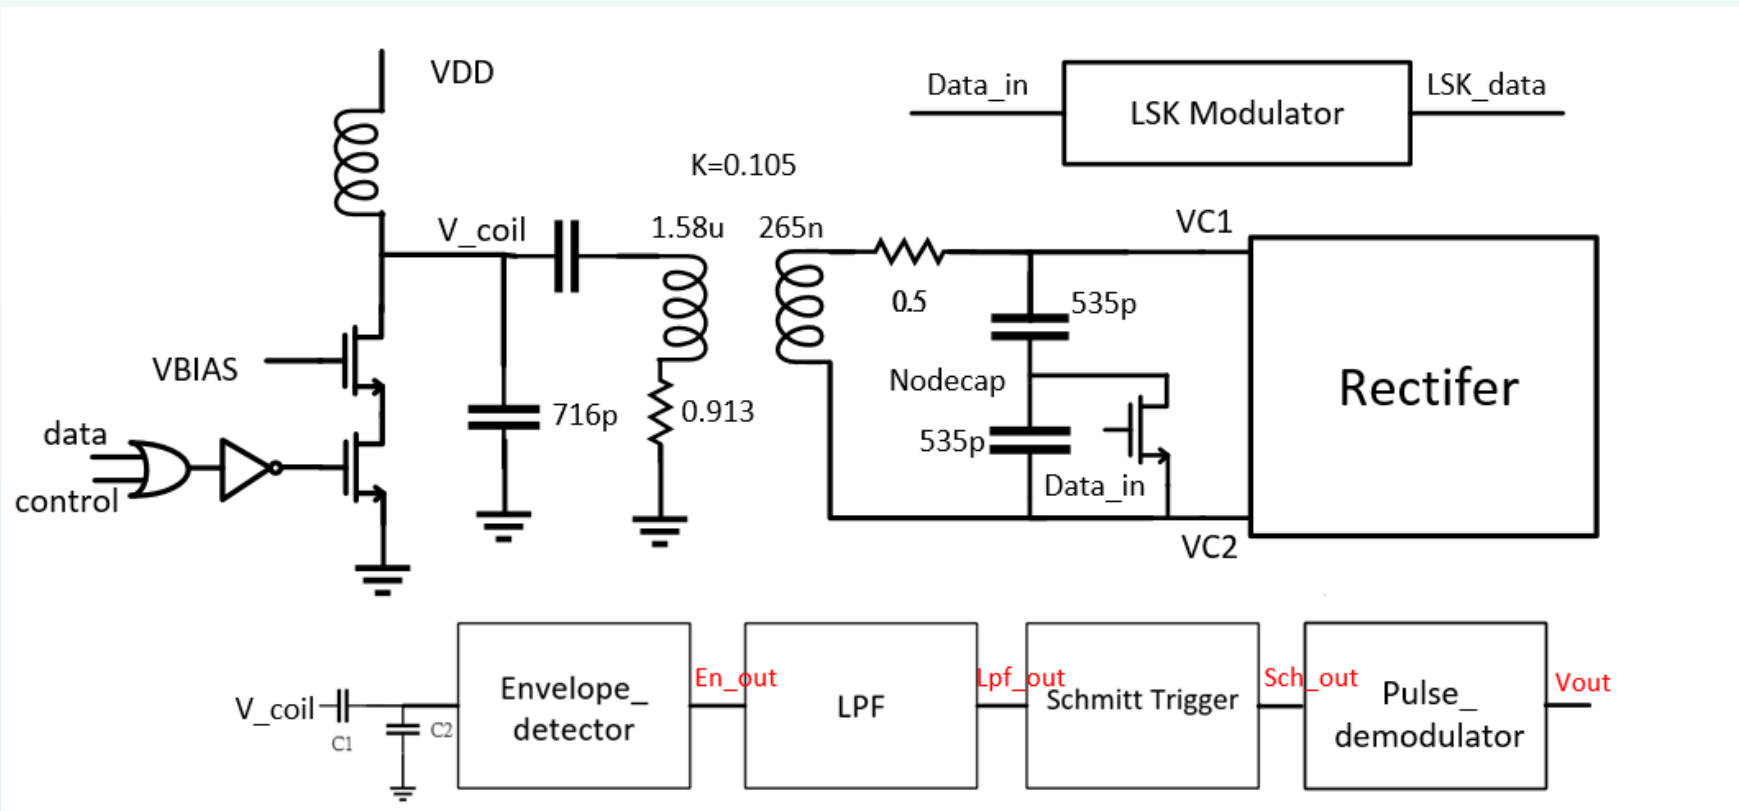 VDD
Data_in
LSK Modulator
LSK_data
K=0.105
V_coil
1.58u
265n
VC1
0.5
535p
VBIAS
Nodecap
Rectifer
716p
0.913
data
535p
control
Data_in
VC2
V_coil
C1
C2
Envelope_
detector
En_out
LPF
Lpf_out
Schmitt Trigger
Sch_out
Pulse_
demodulator
Vout